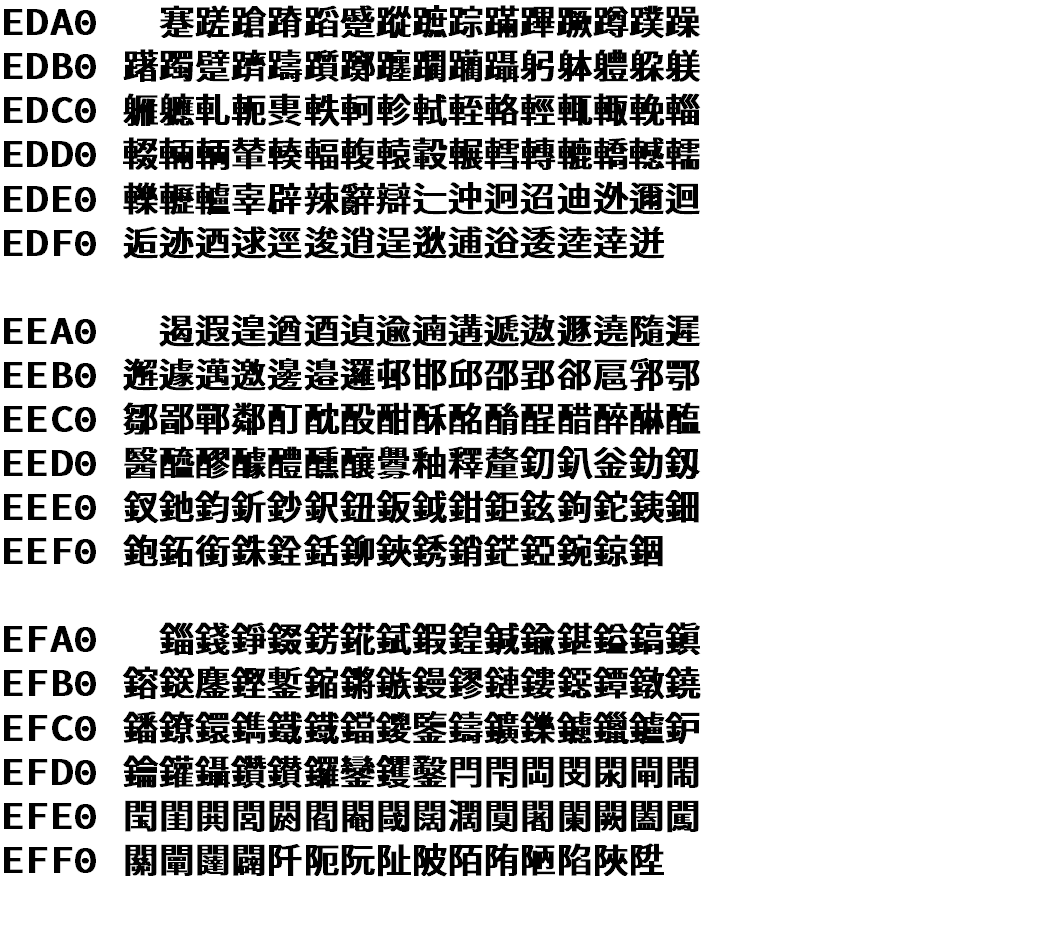 EDA0 蹇蹉蹌蹐蹈蹙蹤蹠踪蹣蹕蹶蹲蹼躁
EDB0 躇躅躄躋躊躓躑躔躙躪躡躬躰軆躱躾
EDC0 軅軈軋軛軣軼軻軫軾輊輅輕輒輙輓輜
EDD0 輟輛輌輦輳輻輹轅轂輾轌轉轆轎轗轜
EDE0 轢轣轤辜辟辣辭辯辷迚迥迢迪迯邇迴
EDF0 逅迹迺逑逕逡逍逞逖逋逧逶逵逹迸
EEA0 遏遐遑遒逎遉逾遖遘遞遨遯遶隨遲
EEB0 邂遽邁邀邊邉邏邨邯邱邵郢郤扈郛鄂
EEC0 鄒鄙鄲鄰酊酖酘酣酥酩酳酲醋醉醂醢
EED0 醫醯醪醵醴醺釀釁釉釋釐釖釟釡釛釼
EEE0 釵釶鈞釿鈔鈬鈕鈑鉞鉗鉅鉉鉤鉈銕鈿
EEF0 鉋鉐銜銖銓銛鉚鋏銹銷鋩錏鋺鍄錮
EFA0 錙錢錚錣錺錵錻鍜鍠鍼鍮鍖鎰鎬鎭
EFB0 鎔鎹鏖鏗鏨鏥鏘鏃鏝鏐鏈鏤鐚鐔鐓鐃
EFC0 鐇鐐鐶鐫鐵鐡鐺鑁鑒鑄鑛鑠鑢鑞鑪鈩
EFD0 鑰鑵鑷鑽鑚鑼鑾钁鑿閂閇閊閔閖閘閙
EFE0 閠閨閧閭閼閻閹閾闊濶闃闍闌闕闔闖
EFF0 關闡闥闢阡阨阮阯陂陌陏陋陷陜陞